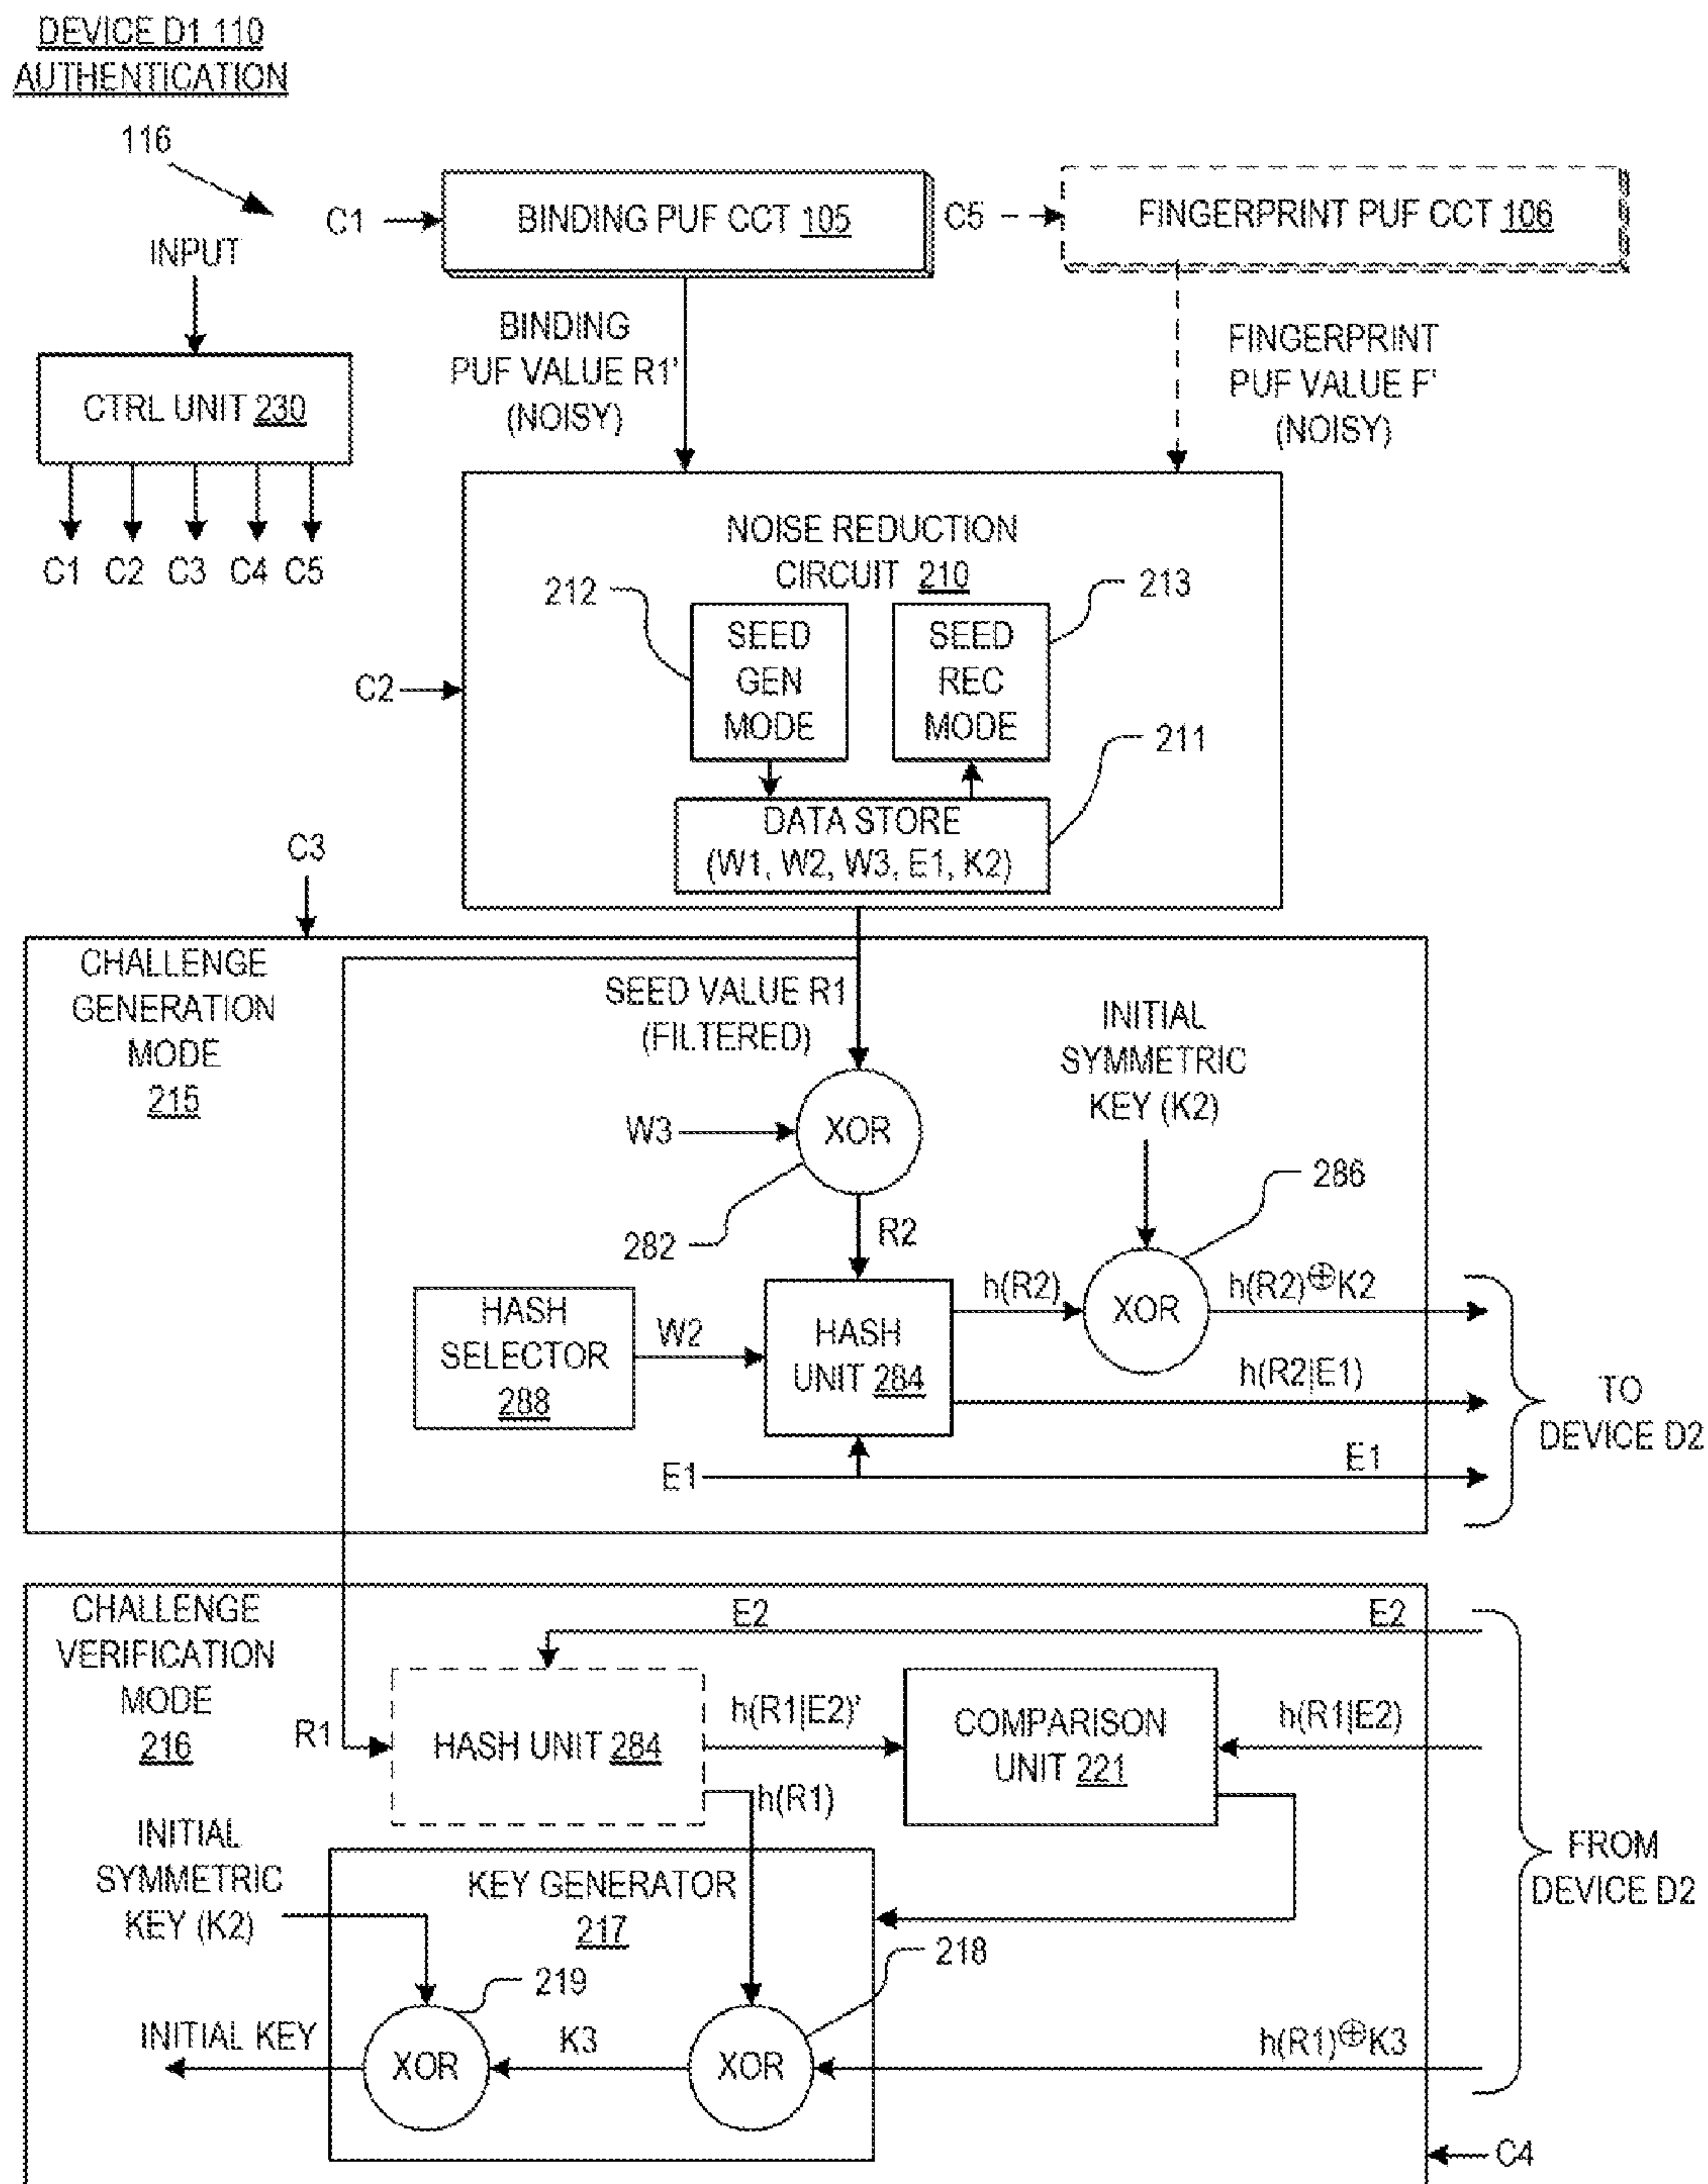 DEVICE D1 110
AUTHENTICATION
116
INPUT
CTRL UNIT 230
C1 C2 C3 C4 C5
C1
BINDING PUF CCT 105
C5
FINGERPRINT PUF CCT 106
BINDING
PUF VALUE R1'
(NOISY)
FINGERPRINT
PUF VALUE F'
(NOISY)
NOISE REDUCTION
CIRCUIT 210
212
213
SEED
GEN
MODE
SEED
REC
MODE
C2
211
DATA STORE
(W1, W2, W3, E1, K2)
C3
CHALLENGE
GENERATION
MODE
215
SEED VALUE R1
(FILTERED)
INITIAL
SYMMETRIC
KEY (K2)
W3
XOR
282
R2
286
HASH
SELECTOR
288
W2
HASH
UNIT 284
h(R2)
XOR
h(R2)⊕K2
h(R2|E1)
E1
E1
TO
DEVICE D2
CHALLENGE
VERIFICATION
MODE
216
E2
E2
R1
HASH UNIT 284
h(R1|E2)'
COMPARISON
UNIT 221
h(R1|E2)
h(R1)
INITIAL
SYMMETRIC
KEY (K2)
KEY GENERATOR
217
FROM
DEVICE D2
219
218
INITIAL KEY
XOR
K3
XOR
h(R1)⊕K3
C4